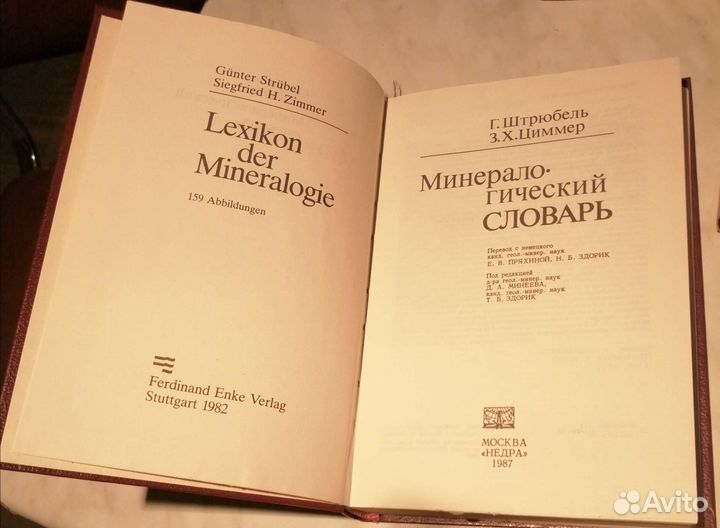 Günter Strübel
Siegfried H. Zimmer
Lexikon
der
Mineralogie
159 Abbildungen
Ferdinand Enke Verlag
Stuttgart 1982
Г. Штрюбель
З.Х.Циммер
Минерало-
гический
СЛОВАРЬ
Перевод с немецкого
канд. геол.-минер. наук
Е. В. ПРЯХИНОЙ, Н. Б. ЗДОРИК
Под редакцией
д-ра геол.-минер. наук
Д. А. МИНЕЕВА,
канд. геол.-минер. наук
Т. Б. ЗДОРИК
МОСКВА
«НЕДРА»
1987
Avito